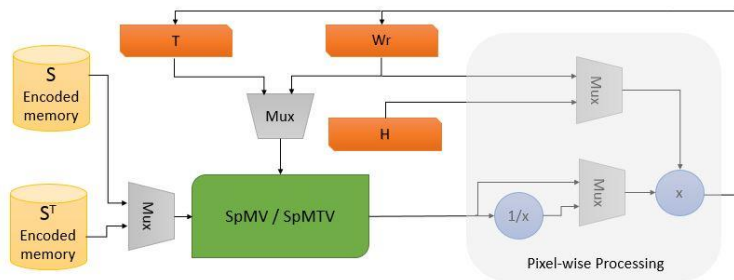 T
Wr
S
Encoded
memory
Mux
Mux
H
S^T
Encoded
memory
Mux
SpMV / SpMTV
1/x
Mux
x
Pixel-wise Processing